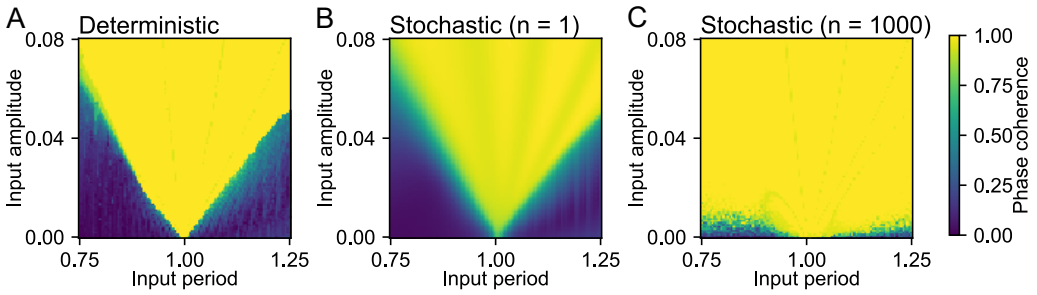 A
Deterministic
0.08
0.04
0.00
Input amplitude
0.75
1.00
1.25
Input period
B
Stochastic (n = 1)
0.08
0.04
0.00
Input amplitude
0.75
1.00
1.25
Input period
C
Stochastic (n = 1000)
0.08
0.04
0.00
Input amplitude
0.75
1.00
1.25
Input period
1.00
0.75
0.50
0.25
0.00
Phase coherence